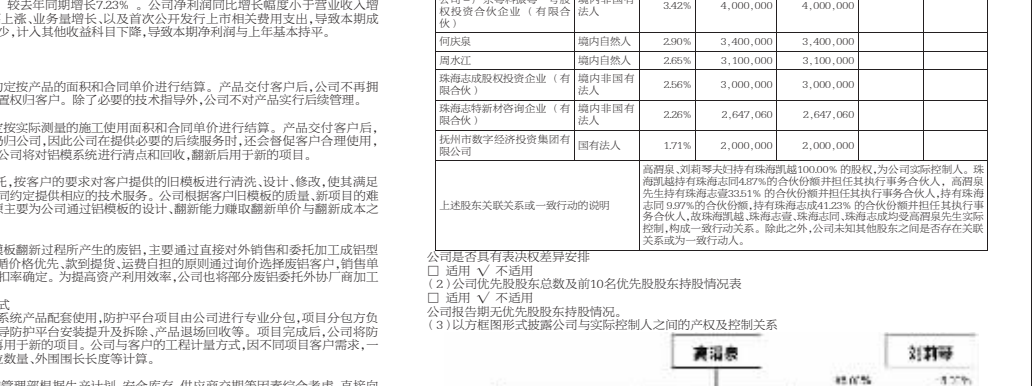 较去年同期增长7.23% 。公司净利润同比增长幅度小于营业收入增
上涨、业务量增长、以及首次公开发行上市相关费用支出,导致本期成
少,计入其他收益科目下降,导致本期净利润与上年基本持平。
定按产品的面积和合同单价进行结算。产品交付客户后,公司不再拥
置权归客户。除了必要的技术指导外,公司不对产品实行后续管理。
定按实际测量的施工使用面积和合同单价进行结算。产品交付客户后,
归公司,因此公司在提供必要的后续服务时,还会督促客户合理使用,
公司将对铝模系统进行清点和回收,翻新后用于新的项目。
托,按客户的要求对客户提供的旧模板进行清洗、设计、修改,使其满足
同约定提供相应的技术服务。公司根据客户旧模板的质量、新项目的难
主要为公司通过铝模板的设计、翻新能力赚取翻新单价与翻新成本之
模板翻新过程所产生的废铝,主要通过直接对外销售和委托加工成铝型
循价格优先、款到提货、运费自担的原则通过询价选择废铝客户,销售单
扣率确定。为提高资产利用效率,公司也将部分废铝委托外协厂商加工
式
系统产品配套使用,防护平台项目由公司进行专业分包,项目分包方负
导防护平台安装提升及拆除、产品退场回收等。项目完成后,公司将防
再用于新的项目。公司与客户的工程计量方式,因不同项目客户需求,一
位数量、外围围长长度等计算。
管理部根据生产计划、安全库存、供应商交期等因素综合考虑,直接向
权投资合伙企业(有限合伙) 法人 3.42% 4,000,000 4,000,000
何庆泉 境内自然人 2.90% 3,400,000 3,400,000
周水江 境内自然人 2.65% 3,100,000 3,100,000
珠海志成股权投资企业(有限合伙) 境内非国有法人 2.56% 3,000,000 3,000,000
珠海志特新材咨询企业(有限合伙) 境内非国有法人 2.26% 2,647,060 2,647,060
抚州市数字经济投资集团有限公司 国有法人 1.71% 2,000,000 2,000,000
上述股东关联关系或一致行动的说明
高渭泉、刘莉琴夫妇持有珠海凯越100.00% 的股权,为公司实际控制人。珠
海凯越持有珠海志同4.87%的合伙份额并担任其执行事务合伙人, 高渭泉
先生持有珠海志壹33.51% 的合伙份额并担任其执行事务合伙人,持有珠海志
同 9.97%的合伙份额,持有珠海志成41.23% 的合伙份额并担任其执行事
务合伙人,故珠海凯越、珠海志壹、珠海志同、珠海志成均受高渭泉先生实际
控制,构成一致行动关系。除此之外,公司未知其他股东之间是否存在关联
关系或为一致行动人。
公司是否具有表决权差异安排
□ 适用 √ 不适用
(2)公司优先股股东总数及前10名优先股股东持股情况表
□ 适用 √ 不适用
公司报告期无优先股股东持股情况。
(3)以方框图形式披露公司与实际控制人之间的产权及控制关系
高渭泉 刘莉琴